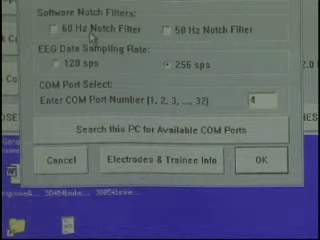 Software Notch Filters:
60 Hz Notch Filter 50 Hz Notch Filter
EEG Data Sampling Rate:
128 sps 256 sps
COM Port Select:
Enter COM Port Number [1, 2, 3, ..., 32] 4
Search this PC for Available COM Ports
Cancel Electrodes & Trainee Info OK